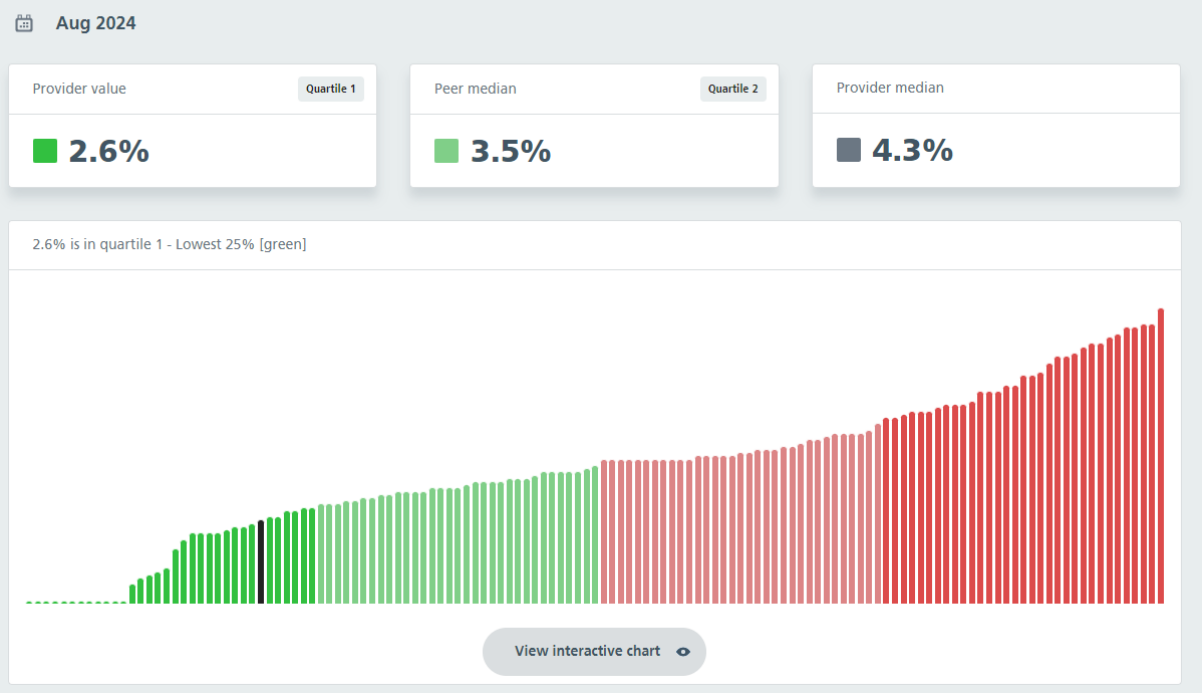 Aug 2024
Provider value
Quartile 1
2.6%
Peer median
Quartile 2
3.5%
Provider median
4.3%
2.6% is in quartile 1 - Lowest 25% [green]
View interactive chart